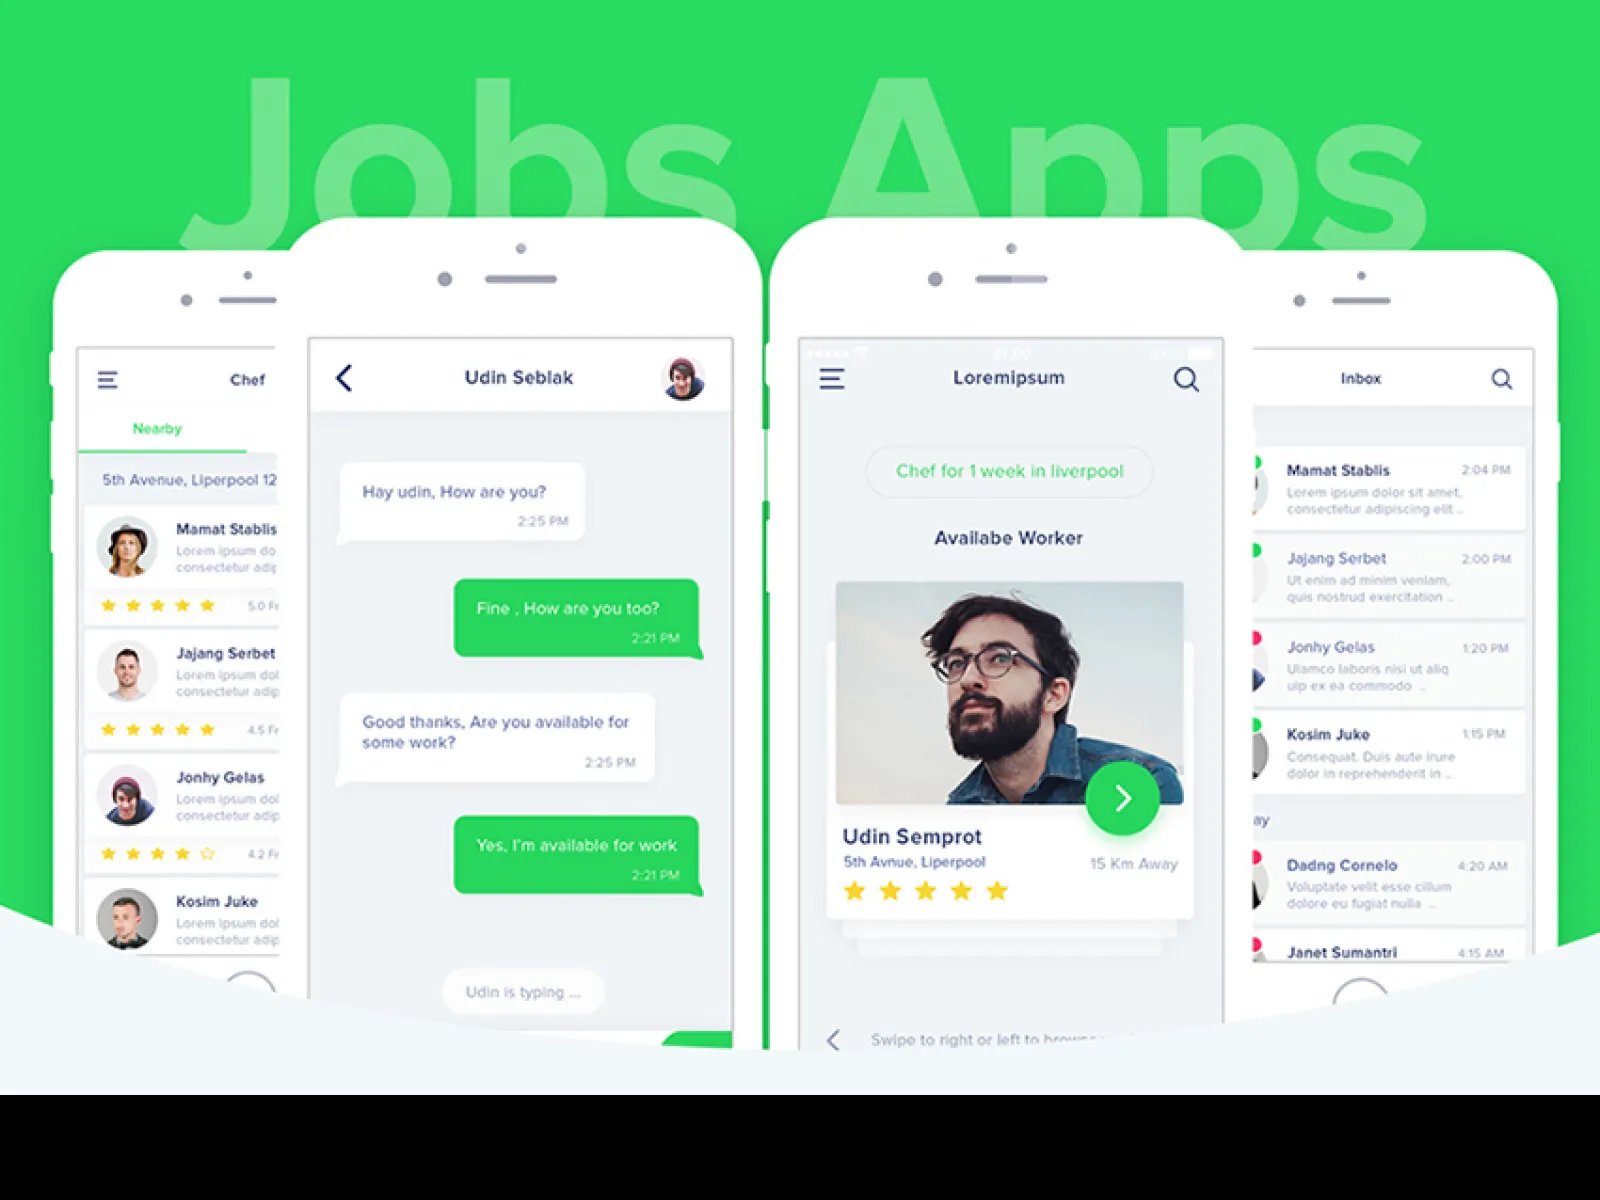 Jobs Apps
Chef
Nearby
5th Avenue, Liperpool 12
Mamat Stablis
Lorem ipsum do
consectetur adip
5.0 Fr
Jajang Serbet
Lorem ipsum dol
consectetur adip
4.5 Fr
Jonhy Gelas
Lorem ipsum dol
consectetur adip
4.2 Fr
Kosim Juke
Lorem ipsum dol
consectetur adip
Udin Seblak
Hay udin, How are you?
2:25 PM
Fine , How are you too?
2:21 PM
Good thanks, Are you available for
some work?
2:25 PM
Yes, I'm available for work
2:21 PM
Udin is typing ...
21:00
Loremipsum
Chef for 1 week in liverpool
Availabe Worker
Udin Semprot
5th Avnue, Liperpool
15 Km Away
Swipe to right or left to browse
Inbox
Mamat Stablis
2:04 PM
Lorem ipsum dolor sit amet,
consectetur adipiscing elit ..
Jajang Serbet
2:00 PM
Ut enim ad minim veniam,
quis nostrud exercitation ..
Jonhy Gelas
1:20 PM
Ulamco laboris nisi ut aliq
uip ex ea commodo ..
Kosim Juke
1:15 PM
Consequat. Duis aute irure
dolor in reprehenderit in ..
ay
Dadng Cornelo
4:20 AM
Voluptate velit esse cillum
dolore eu fugiat nulla ..
Janet Sumantri
4:15 AM